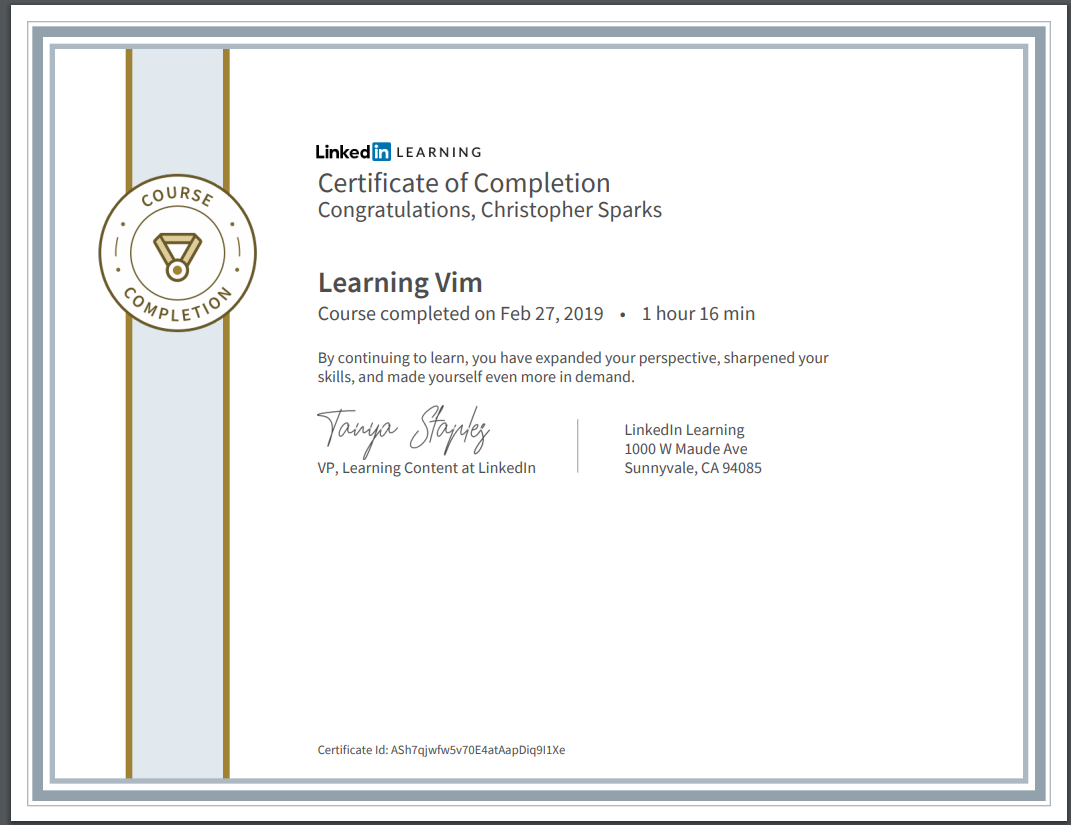 COURSE
COMPLETION
Linkedin LEARNING
Certificate of Completion
Congratulations, Christopher Sparks
Learning Vim
Course completed on Feb 27, 2019 • 1 hour 16 min
By continuing to learn, you have expanded your perspective, sharpened your
skills, and made yourself even more in demand.
Tanya Staples
VP, Learning Content at LinkedIn
LinkedIn Learning
1000 W Maude Ave
Sunnyvale, CA 94085
Certificate Id: ASh7qjwfw5v70E4atAapDiq9I1Xe